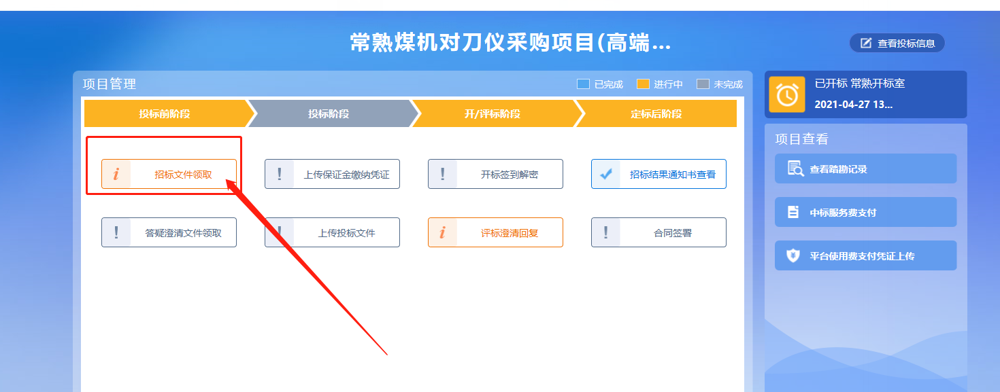 常熟煤机对刀仪采购项目(高端...
查看投标信息
项目管理
已完成
进行中
未完成
投标前阶段
投标阶段
开/评标阶段
定标后阶段
招标文件领取
上传保证金缴纳凭证
开标签到解密
招标结果通知书查看
答疑澄清文件领取
上传投标文件
评标澄清回复
合同签署
已开标 常熟开标室
2021-04-27 13...
项目查看
查看踏勘记录
中标服务费支付
平台使用费支付凭证上传